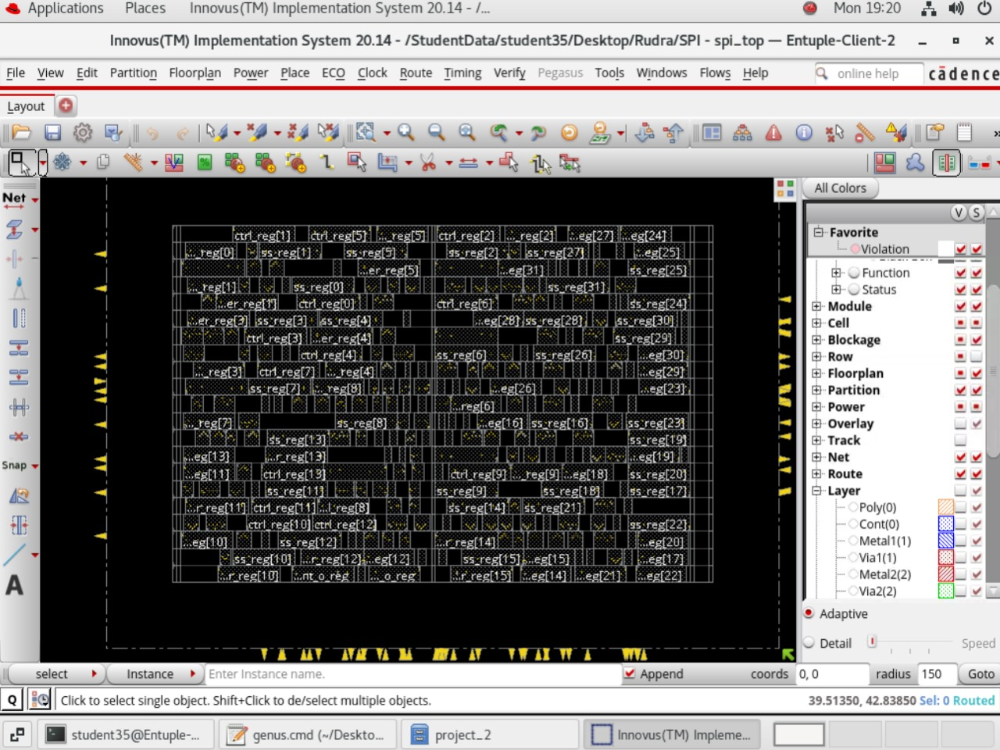 Applications Places Innovus(TM) Implementation System 20.14 - /... Mon 19:20
Innovus(TM) Implementation System 20.14 - /StudentData/student35/Desktop/Rudra/SPI - spi_top — Entuple-Client-2
File View Edit Partition Floorplan Power Place ECO Clock Route Timing Verify Pegasus Tools Windows Flows Help online help cādence
Layout
Net
Snap
A
ctrl_reg[1] ctrl_reg[5] ..._reg[5] ctrl_reg[2] ..._reg[2] ...eg[27] ...eg[24]
..._reg[0] ss_reg[1] ss_reg[5] ss_reg[2] ss_reg[27] ...eg[25]
...er_reg[5] ...eg[31] ss_reg[25]
..._reg[1] ss_reg[0] ss_reg[31]
...er_reg[1] ctrl_reg[0] ctrl_reg[6] ss_reg[24]
...er_reg[3] ss_reg[3] ss_reg[4] ...eg[28] ss_reg[28] ss_reg[30]
ctrl_reg[3] ...er_reg[4] ss_reg[29]
ctrl_reg[4] ss_reg[6] ss_reg[26] ...eg[30]
..._reg[3] ctrl_reg[7] ..._reg[4] ...eg[29]
ss_reg[7] ..._reg[8] ...eg[26] ...eg[23]
...reg[6]
..._reg[7] ss_reg[8] ...eg[16] ss_reg[16] ss_reg[23]
ss_reg[13] ss_reg[19]
...eg[13] ...r_reg[13] ...eg[19]
...eg[11] ctrl_reg[13] ctrl_reg[9] ..._reg[9] ...eg[18] ss_reg[20]
ss_reg[11] ss_reg[9] ss_reg[18] ss_reg[17]
...r_reg[11] ctrl_reg[11] ...l_reg[8] ss_reg[14] ss_reg[21]
ctrl_reg[10] ctrl_reg[12] ss_reg[22]
...eg[10] ss_reg[12] ...r_reg[14] ...eg[20]
ss_reg[10] ...r_reg[12] ...eg[12] ss_reg[15] ...eg[15] ...eg[17]
...r_reg[10] ...nt_o_reg ..._o_reg ...r_reg[15] ...eg[14] ...eg[21] ...eg[22]
All Colors
V S
Favorite
Violation
Function
Status
Module
Cell
Blockage
Row
Floorplan
Partition
Power
Overlay
Track
Net
Route
Layer
Poly(0)
Cont(0)
Metal1(1)
Via1(1)
Metal2(2)
Via2(2)
Adaptive
Detail Speed
select Instance Enter Instance name. Append coords 0, 0 radius 150 Goto
Q Click to select single object. Shift+Click to de/select multiple objects. 39.51350, 42.83850 Sel: 0 Routed
student35@Entuple-... genus.cmd (~/Deskto... project_2 Innovus(TM) Impleme...